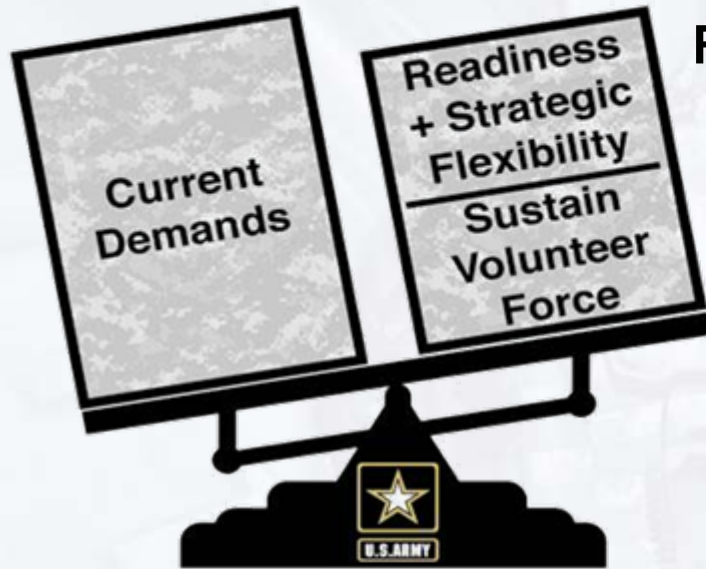 Current
Demands
Readiness
+ Strategic
Flexibility
Sustain
Volunteer
Force
U.S.ARMY